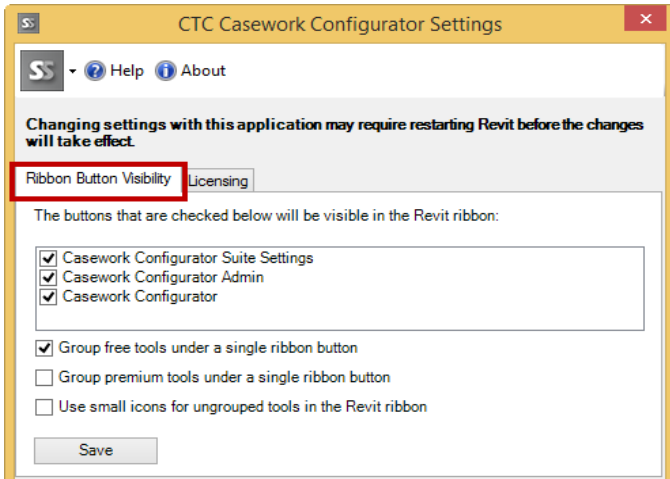 SS CTC Casework Configurator Settings ×
SS Help About
Changing settings with this application may require restarting Revit before the changes
will take effect.
Ribbon Button Visibility Licensing
The buttons that are checked below will be visible in the Revit ribbon:
Casework Configurator Suite Settings
Casework Configurator Admin
Casework Configurator
Group free tools under a single ribbon button
Group premium tools under a single ribbon button
Use small icons for ungrouped tools in the Revit ribbon
Save